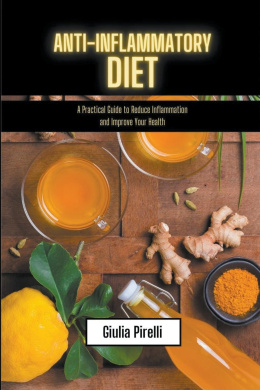 ANTI-INFLAMMATORY
DIET
A Practical Guide to Reduce Inflammation
and Improve Your Health
Giulia Pirelli